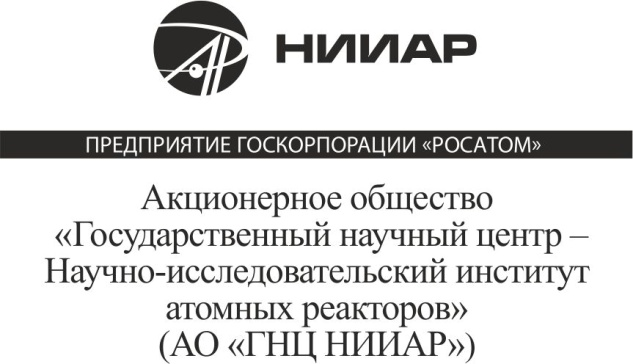 НИИАР
ПРЕДПРИЯТИЕ ГОСКОРПОРАЦИИ «РОСАТОМ»
Акционерное общество
«Государственный научный центр –
Научно-исследовательский институт
атомных реакторов»
(АО «ГНЦ НИИАР»)